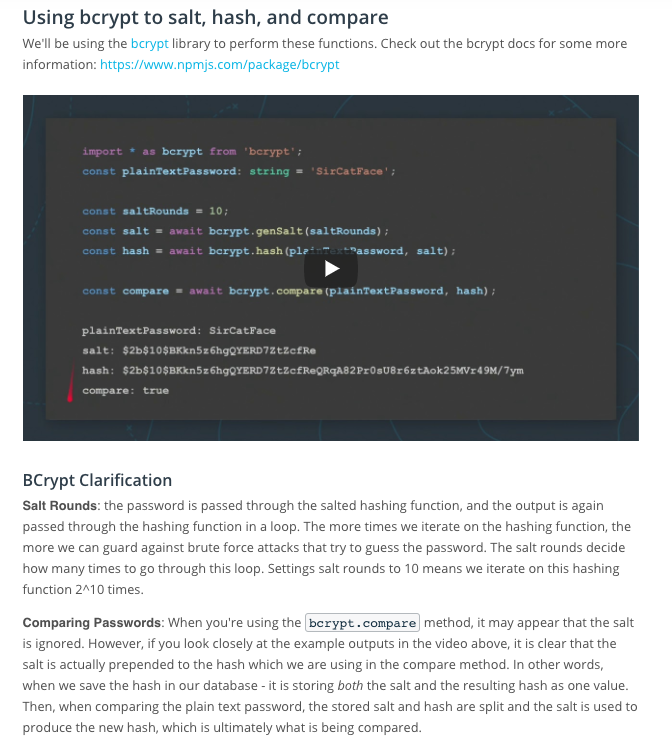 Using bcrypt to salt, hash, and compare
We'll be using the bcrypt library to perform these functions. Check out the bcrypt docs for some more
information: https://www.npmjs.com/package/bcrypt
import * as bcrypt from 'bcrypt';
const plainTextPassword: string = 'SirCatFace';
const saltRounds = 10;
const salt = await bcrypt.genSalt(saltRounds);
const hash = await bcrypt.hash(plainTextPassword, salt);
const compare = await bcrypt.compare(plainTextPassword, hash);
plainTextPassword: SirCatFace
salt: $2b$10$BKkn5z6hgQYERD7ZtZcfRe
hash: $2b$10$BKkn5z6hgQYERD7ZtZcfReQRqA82Pr0sU8r6ztAok25MVr49M/7ym
compare: true
BCrypt Clarification
Salt Rounds: the password is passed through the salted hashing function, and the output is again
passed through the hashing function in a loop. The more times we iterate on the hashing function, the
more we can guard against brute force attacks that try to guess the password. The salt rounds decide
how many times to go through this loop. Settings salt rounds to 10 means we iterate on this hashing
function 2^10 times.
Comparing Passwords: When you're using the bcrypt.compare method, it may appear that the salt
is ignored. However, if you look closely at the example outputs in the video above, it is clear that the
salt is actually prepended to the hash which we are using in the compare method. In other words,
when we save the hash in our database - it is storing both the salt and the resulting hash as one value.
Then, when comparing the plain text password, the stored salt and hash are split and the salt is used to
produce the new hash, which is ultimately what is being compared.